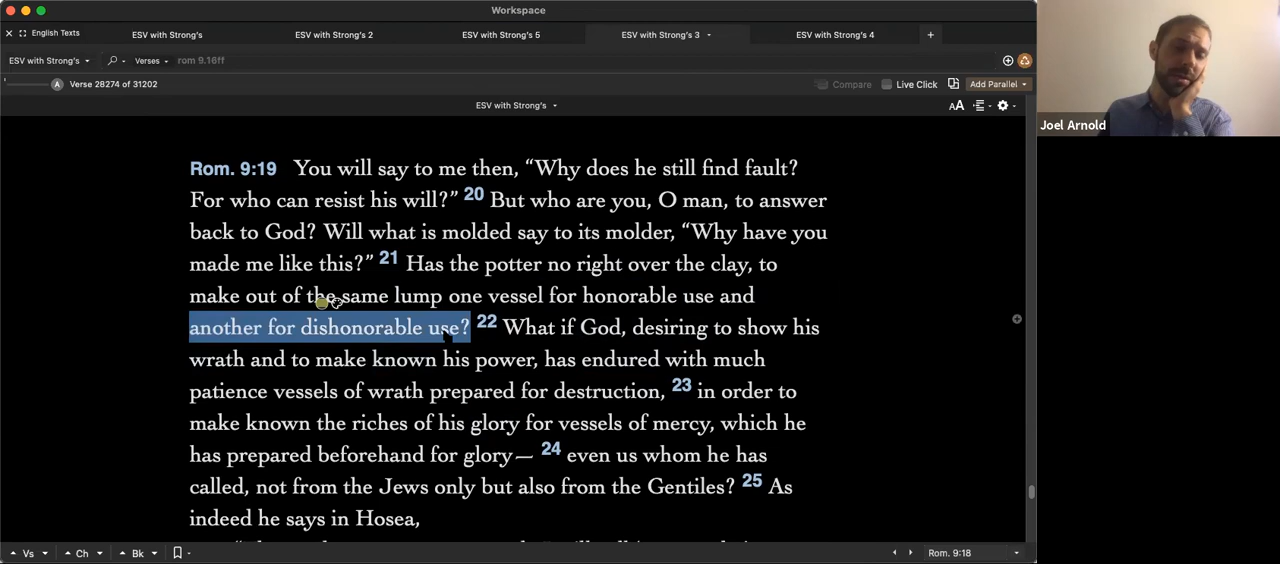 Workspace
English Texts
ESV with Strong's
ESV with Strong's 2
ESV with Strong's 5
ESV with Strong's 3
ESV with Strong's 4
ESV with Strong's
Verses
rom 9.16ff
Verse 28274 of 31202
Compare
Live Click
Add Parallel
ESV with Strong's
AA
Rom. 9:19 You will say to me then, “Why does he still find fault?
For who can resist his will?” 20 But who are you, O man, to answer
back to God? Will what is molded say to its molder, “Why have you
made me like this?” 21 Has the potter no right over the clay, to
make out of the same lump one vessel for honorable use and
another for dishonorable use? 22 What if God, desiring to show his
wrath and to make known his power, has endured with much
patience vessels of wrath prepared for destruction, 23 in order to
make known the riches of his glory for vessels of mercy, which he
has prepared beforehand for glory— 24 even us whom he has
called, not from the Jews only but also from the Gentiles? 25 As
indeed he says in Hosea,
Vs
Ch
Bk
Rom. 9:18
Joel Arnold